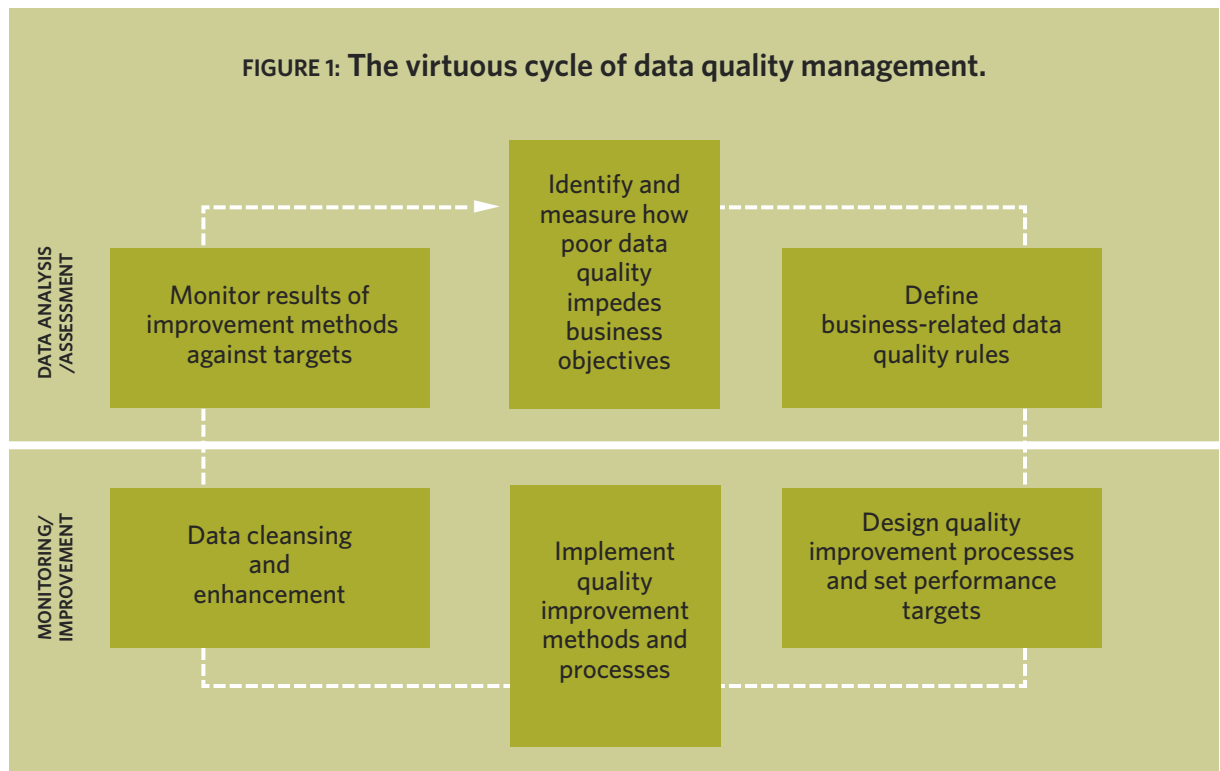 FIGURE 1: The virtuous cycle of data quality management.
DATA ANALYSIS
/ASSESSMENT
Monitor results of
improvement methods
against targets
Identify and
measure how
poor data
quality
impedes
business
objectives
Define
business-related data
quality rules
MONITORING/
IMPROVEMENT
Data cleansing
and
enhancement
Implement
quality
improvement
methods and
processes
Design quality
improvement processes
and set performance
targets